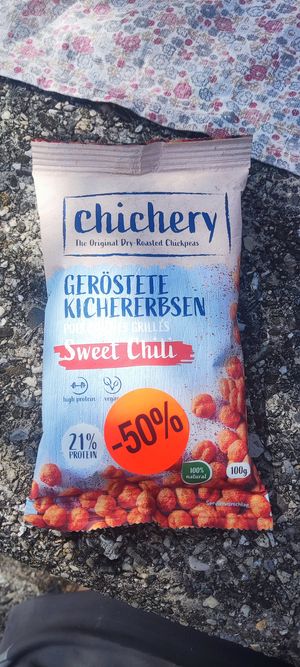 chichery
The Original Dry-Roasted Chickpeas
GERÖSTETE
KICHERERBSEN
POIS CHICHES GRILLÉS
Sweet Chili
high protein
vegan
-50%
21%
PROTEIN
100%
natural
100g
Serviervorschlag